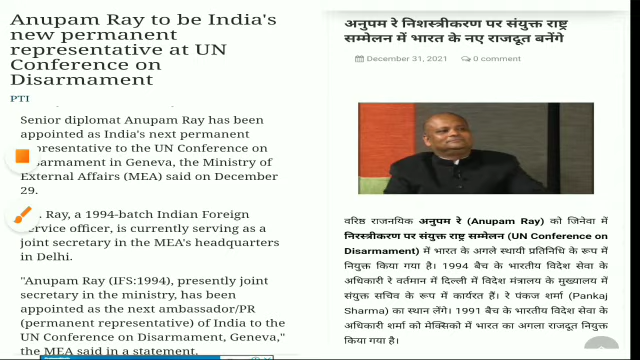 Anupam Ray to be India's
new permanent
representative at UN
Conference on
Disarmament
PTI
Senior diplomat Anupam Ray has been
appointed as India's next permanent
representative to the UN Conference on
Disarmament in Geneva, the Ministry of
External Affairs (MEA) said on December
29.
Ray, a 1994-batch Indian Foreign
Service officer, is currently serving as a
joint secretary in the MEA's headquarters
in Delhi.
"Anupam Ray (IFS:1994), presently joint
secretary in the ministry, has been
appointed as the next ambassador/PR
(permanent representative) of India to the
UN Conference on Disarmament, Geneva,"
the MEA said in a statement.
अनुपम रे निशस्त्रीकरण पर संयुक्त राष्ट्र
सम्मेलन में भारत के नए राजदूत बनेंगे
December 31, 2021 0 comment
वरिष्ठ राजनयिक अनुपम रे (Anupam Ray) को जिनेवा में
निरस्त्रीकरण पर संयुक्त राष्ट्र सम्मेलन (UN Conference on
Disarmament) में भारत के अगले स्थायी प्रतिनिधि के रूप में
नियुक्त किया गया है। 1994 बैच के भारतीय विदेश सेवा के
अधिकारी रे वर्तमान में दिल्ली में विदेश मंत्रालय के मुख्यालय में
संयुक्त सचिव के रूप में कार्यरत हैं। रे पंकज शर्मा (Pankaj
Sharma) का स्थान लेंगे। 1991 बैच के भारतीय विदेश सेवा के
अधिकारी शर्मा को मेक्सिको में भारत का अगला राजदूत नियुक्त
किया गया है।